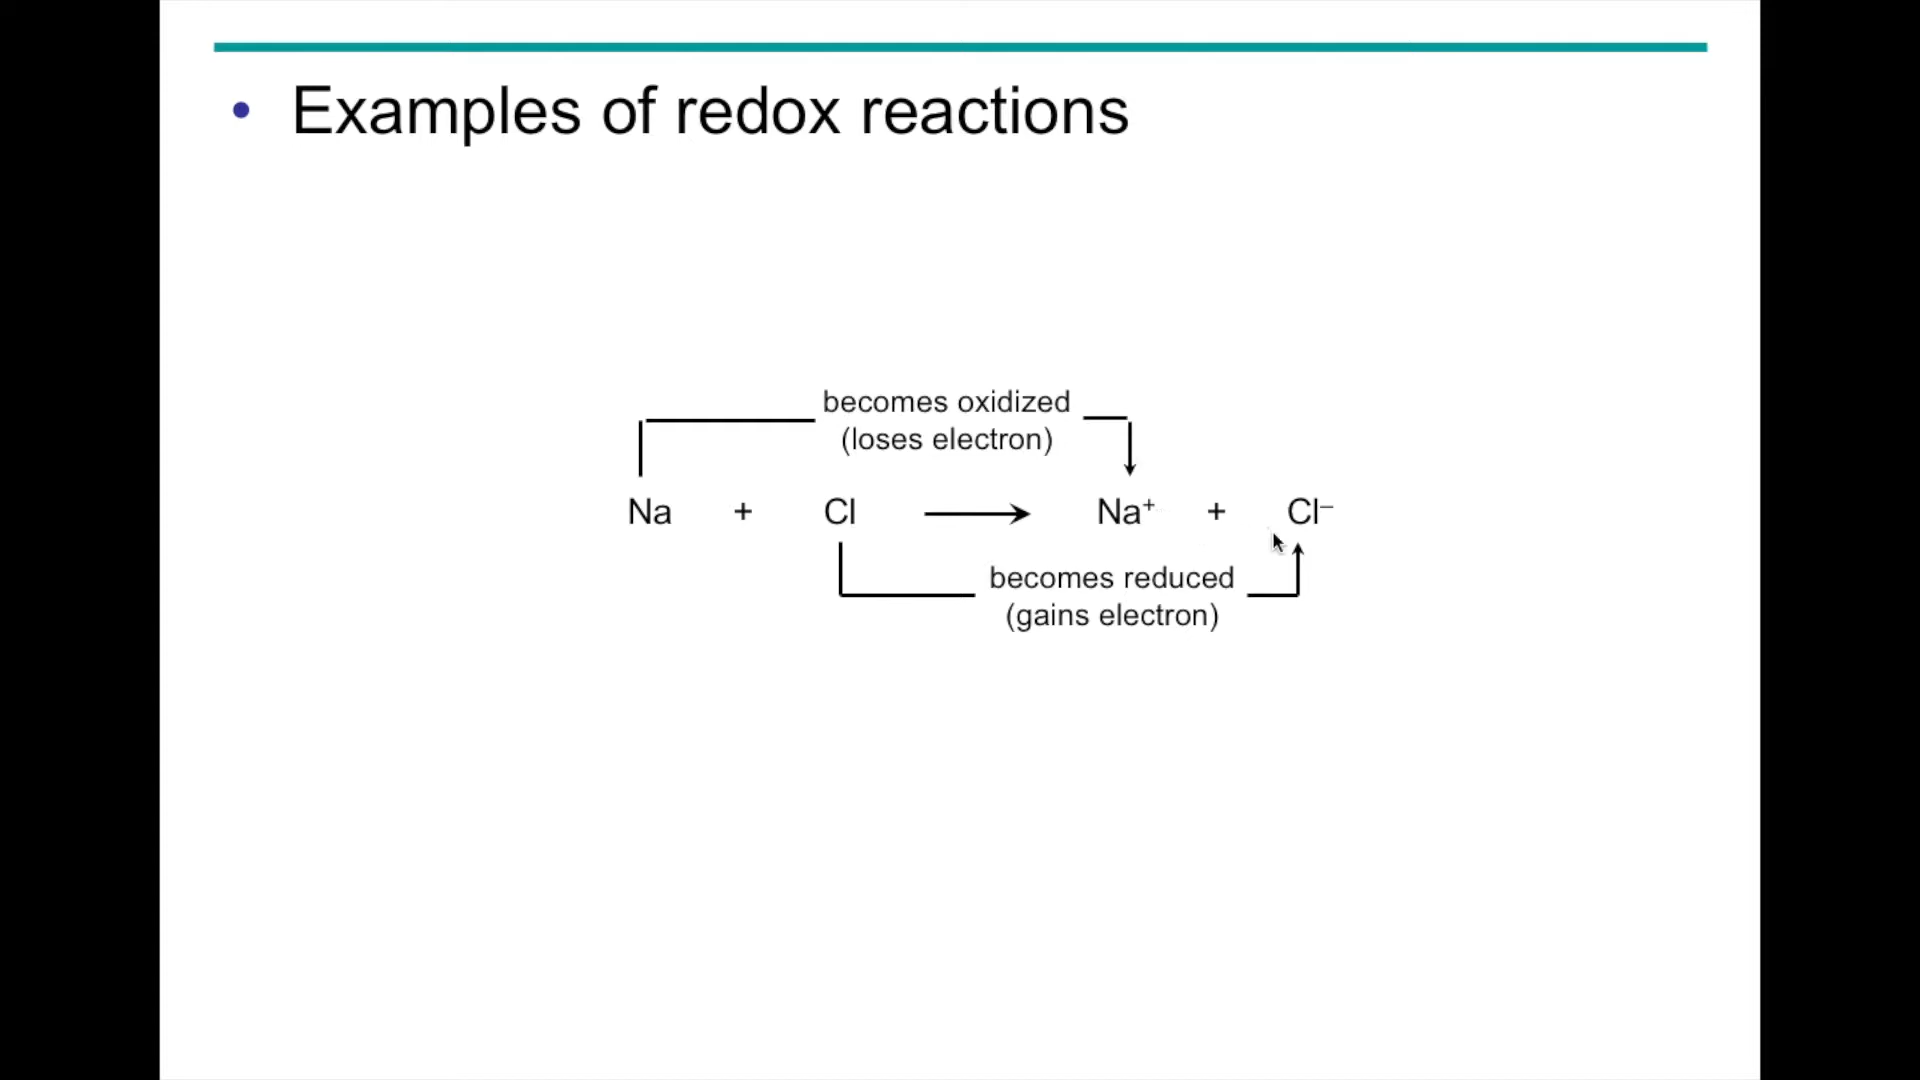 • Examples of redox reactions
becomes oxidized
(loses electron)
Na + Cl → Na⁺ + Cl⁻
becomes reduced
(gains electron)